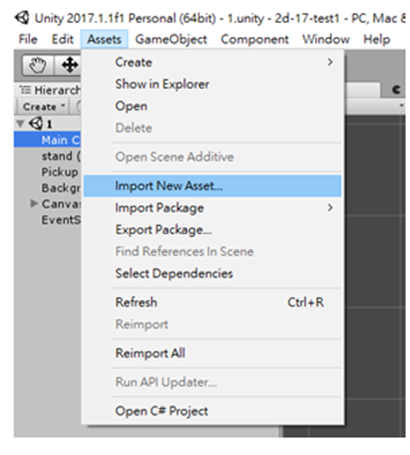 Unity 2017.1.1f1 Personal (64bit) - 1.unity - 2d-17-test1 - PC, Mac &
File Edit Assets GameObject Component Window Help
Hierarch
Create
1
Main C
stand (
Pickup
Backgr
Canva
EventS
Create
Show in Explorer
Open
Delete
Open Scene Additive
Import New Asset...
Import Package
Export Package...
Find References In Scene
Select Dependencies
Refresh Ctrl+R
Reimport
Reimport All
Run API Updater...
Open C# Project